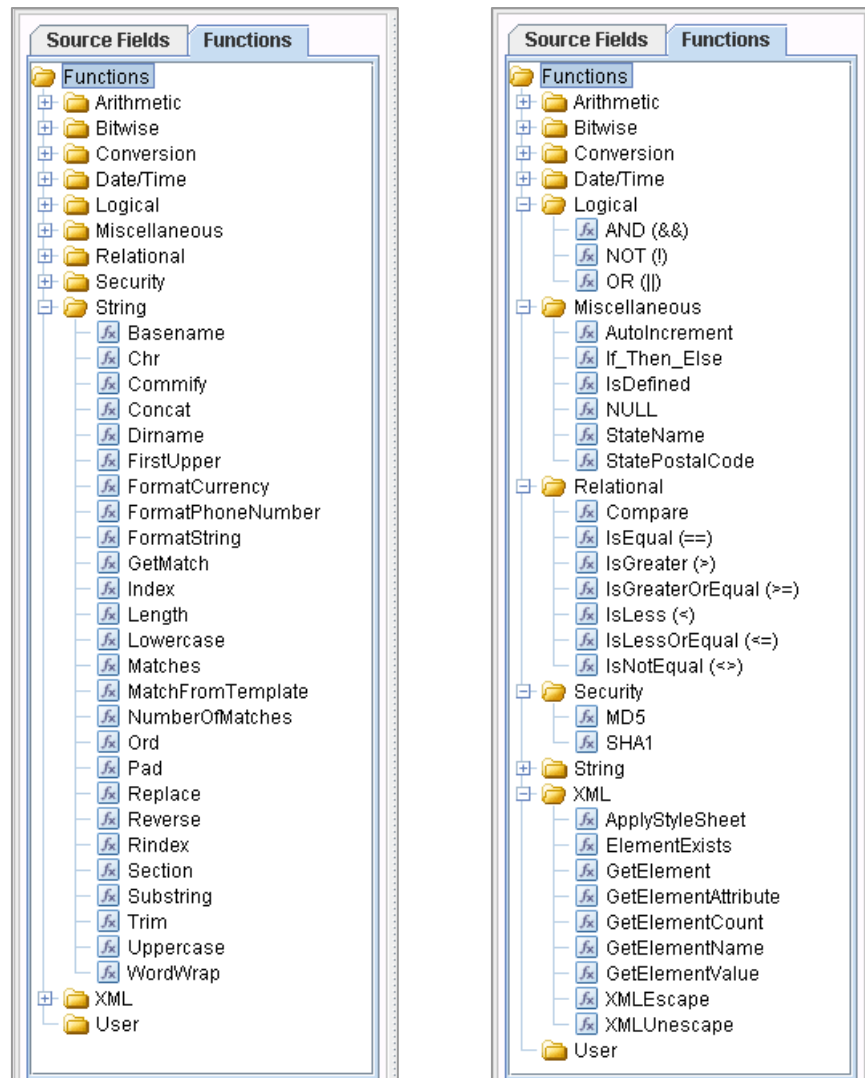 Source Fields Functions
Functions
Arithmetic
Bitwise
Conversion
Date/Time
Logical
Miscellaneous
Relational
Security
String
Basename
Chr
Commify
Concat
Dirname
FirstUpper
FormatCurrency
FormatPhoneNumber
FormatString
GetMatch
Index
Length
Lowercase
Matches
MatchFromTemplate
NumberOfMatches
Ord
Pad
Replace
Reverse
Rindex
Section
Substring
Trim
Uppercase
WordWrap
XML
User
Source Fields Functions
Functions
Arithmetic
Bitwise
Conversion
Date/Time
Logical
AND (&&)
NOT (!)
OR (||)
Miscellaneous
AutoIncrement
If_Then_Else
IsDefined
NULL
StateName
StatePostalCode
Relational
Compare
IsEqual (==)
IsGreater (>)
IsGreaterOrEqual (>=)
IsLess (<)
IsLessOrEqual (<=)
IsNotEqual (<>)
Security
MD5
SHA1
String
XML
ApplyStyleSheet
ElementExists
GetElement
GetElementAttribute
GetElementCount
GetElementName
GetElementValue
XMLEscape
XMLUnescape
User